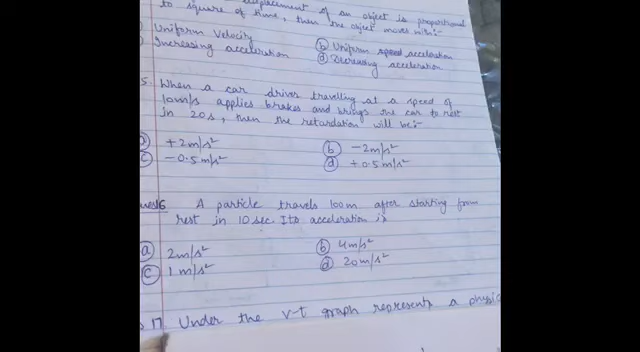 displacement of an object is proportional
to square of time, then the object moves with:-
Uniform velocity (b) Uniform speed acceleration
Increasing acceleration (d) Decreasing acceleration
5. When a car driver travelling at a speed of
10m/s applies brakes and brings the car to rest
in 20s, then the retardation will be:-
+2m/s² (b) -2m/s²
(c) -0.5m/s² (d) +0.5m/s²
16 A particle travels 100m after starting from
rest in 10 sec. Its acceleration is
(a) 2m/s² (b) 4m/s²
(c) 1m/s² (d) 20m/s²
17 Under the v-t graph represents a